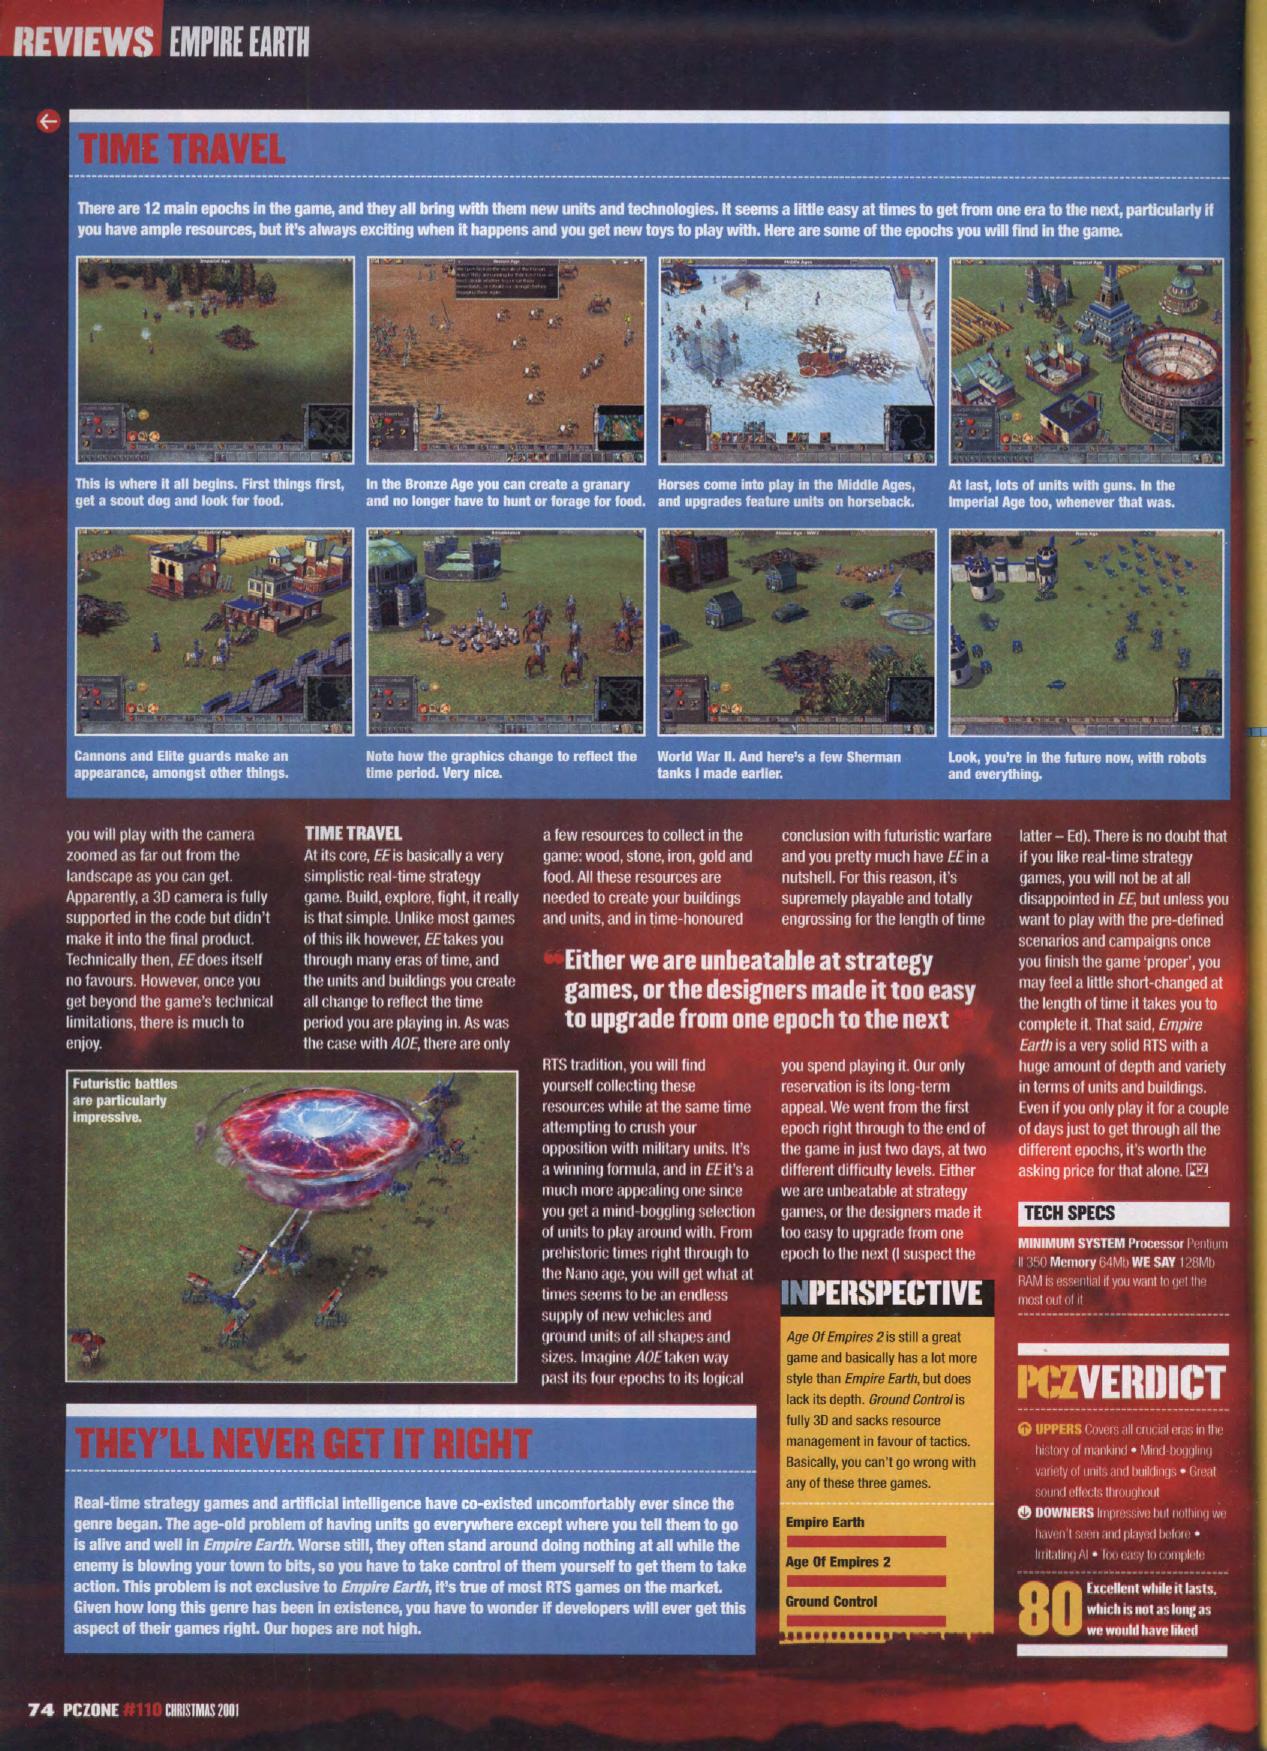 REVIEWS EMPIRE EARTH
TIME TRAVEL
There are 12 main epochs in the game, and they all bring with them new units and technologies. It seems a little easy at times to get from one era to the next, particularly if
you have ample resources, but it's always exciting when it happens and you get new toys to play with. Here are some of the epochs you will find in the game.
Imperial Age
Bronze Age
Middle Ages
Imperial Age
This is where it all begins. First things first,
get a scout dog and look for food.
In the Bronze Age you can create a granary
and no longer have to hunt or forage for food.
Horses come into play in the Middle Ages,
and upgrades feature units on horseback.
At last, lots of units with guns. In the
Imperial Age too, whenever that was.
Industrial Age
Renaissance
Atomic Age - WW2
Nano Age
Cannons and Elite guards make an
appearance, amongst other things.
Note how the graphics change to reflect the
time period. Very nice.
World War II. And here's a few Sherman
tanks I made earlier.
Look, you're in the future now, with robots
and everything.
you will play with the camera
zoomed as far out from the
landscape as you can get.
Apparently, a 3D camera is fully
supported in the code but didn't
make it into the final product.
Technically then, EE does itself
no favours. However, once you
get beyond the game's technical
limitations, there is much to
enjoy.
TIME TRAVEL
At its core, EE is basically a very
simplistic real-time strategy
game. Build, explore, fight, it really
is that simple. Unlike most games
of this ilk however, EE takes you
through many eras of time, and
the units and buildings you create
all change to reflect the time
period you are playing in. As was
the case with AOE, there are only
a few resources to collect in the
game: wood, stone, iron, gold and
food. All these resources are
needed to create your buildings
and units, and in time-honoured
RTS tradition, you will find
yourself collecting these
resources while at the same time
attempting to crush your
opposition with military units. It's
a winning formula, and in EE it's a
much more appealing one since
you get a mind-boggling selection
of units to play around with. From
prehistoric times right through to
the Nano age, you will get what at
times seems to be an endless
supply of new vehicles and
ground units of all shapes and
sizes. Imagine AOE taken way
past its four epochs to its logical
conclusion with futuristic warfare
and you pretty much have EE in a
nutshell. For this reason, it's
supremely playable and totally
engrossing for the length of time
you spend playing it. Our only
reservation is its long-term
appeal. We went from the first
epoch right through to the end of
the game in just two days, at two
different difficulty levels. Either
we are unbeatable at strategy
games, or the designers made it
too easy to upgrade from one
epoch to the next (I suspect the
latter – Ed). There is no doubt that
if you like real-time strategy
games, you will not be at all
disappointed in EE, but unless you
want to play with the pre-defined
scenarios and campaigns once
you finish the game 'proper', you
may feel a little short-changed at
the length of time it takes you to
complete it. That said, Empire
Earth is a very solid RTS with a
huge amount of depth and variety
in terms of units and buildings.
Even if you only play it for a couple
of days just to get through all the
different epochs, it's worth the
asking price for that alone. PCZ
“Either we are unbeatable at strategy
games, or the designers made it too easy
to upgrade from one epoch to the next”
Futuristic battles
are particularly
impressive.
THEY'LL NEVER GET IT RIGHT
Real-time strategy games and artificial intelligence have co-existed uncomfortably ever since the
genre began. The age-old problem of having units go everywhere except where you tell them to go
is alive and well in Empire Earth. Worse still, they often stand around doing nothing at all while the
enemy is blowing your town to bits, so you have to take control of them yourself to get them to take
action. This problem is not exclusive to Empire Earth, it's true of most RTS games on the market.
Given how long this genre has been in existence, you have to wonder if developers will ever get this
aspect of their games right. Our hopes are not high.
INPERSPECTIVE
Age Of Empires 2 is still a great
game and basically has a lot more
style than Empire Earth, but does
lack its depth. Ground Control is
fully 3D and sacks resource
management in favour of tactics.
Basically, you can't go wrong with
any of these three games.
Empire Earth
Age Of Empires 2
Ground Control
TECH SPECS
MINIMUM SYSTEM Processor Pentium
II 350 Memory 64Mb WE SAY 128Mb
RAM is essential if you want to get the
most out of it
PCZVERDICT
UPPERS Covers all crucial eras in the
history of mankind • Mind-boggling
variety of units and buildings • Great
sound effects throughout
DOWNERS Impressive but nothing we
haven't seen and played before •
Irritating AI • Too easy to complete
80
Excellent while it lasts,
which is not as long as
we would have liked
74 PCZONE #110 CHRISTMAS 2001